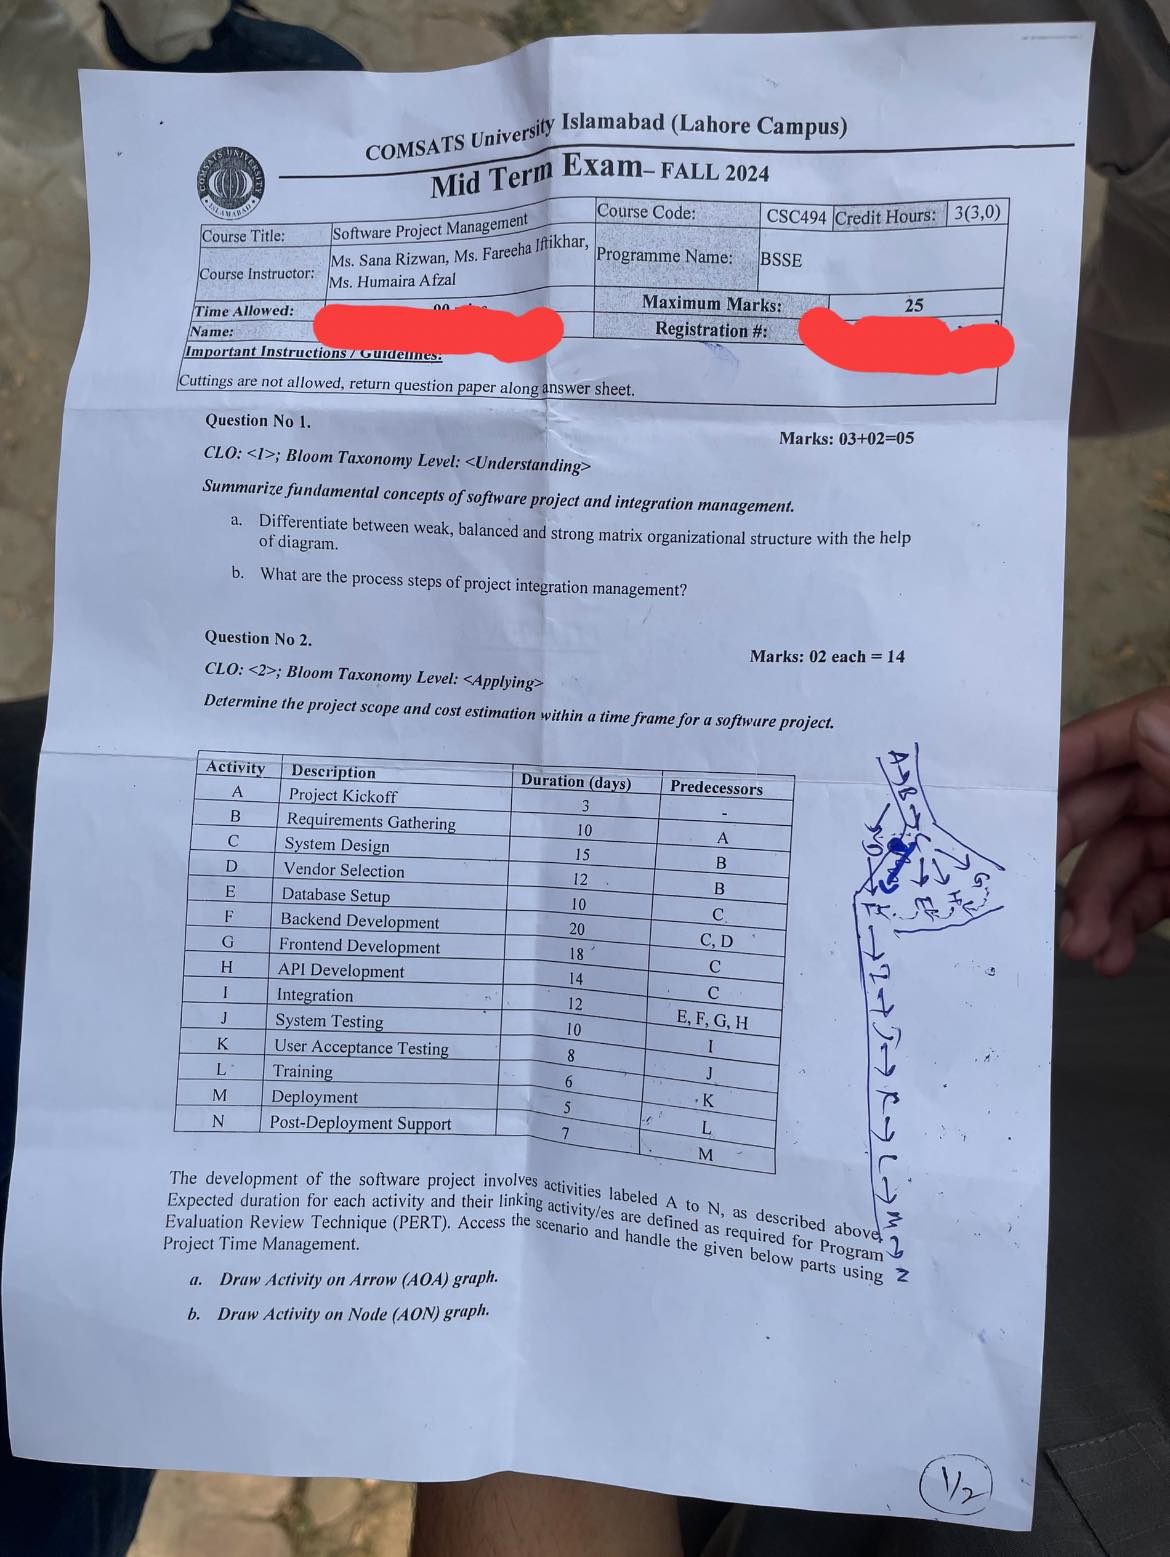 COMSATS University Islamabad (Lahore Campus)
Mid Term Exam– FALL 2024
COMSATS UNIVERSITY
ISLAMABAD
Course Title: Software Project Management Course Code: CSC494 Credit Hours: 3(3,0)
Course Instructor: Ms. Sana Rizwan, Ms. Fareeha Iftikhar, Ms. Humaira Afzal Programme Name: BSSE
Time Allowed: Maximum Marks: 25
Name: Registration #:
Important Instructions / Guidelines:
Cuttings are not allowed, return question paper along answer sheet.
Question No 1.
Marks: 03+02=05
CLO: <1>; Bloom Taxonomy Level: <Understanding>
Summarize fundamental concepts of software project and integration management.
a. Differentiate between weak, balanced and strong matrix organizational structure with the help
of diagram.
b. What are the process steps of project integration management?
Question No 2.
Marks: 02 each = 14
CLO: <2>; Bloom Taxonomy Level: <Applying>
Determine the project scope and cost estimation within a time frame for a software project.
Activity Description Duration (days) Predecessors
A Project Kickoff 3 -
B Requirements Gathering 10 A
C System Design 15 B
D Vendor Selection 12 B
E Database Setup 10 C
F Backend Development 20 C, D
G Frontend Development 18 C
H API Development 14 C
I Integration 12 E, F, G, H
J System Testing 10 I
K User Acceptance Testing 8 J
L Training 6 K
M Deployment 5 L
N Post-Deployment Support 7 M
The development of the software project involves activities labeled A to N, as described above.
Expected duration for each activity and their linking activity/es are defined as required for Program
Evaluation Review Technique (PERT). Access the scenario and handle the given below parts using
Project Time Management.
a. Draw Activity on Arrow (AOA) graph.
b. Draw Activity on Node (AON) graph.
1/2